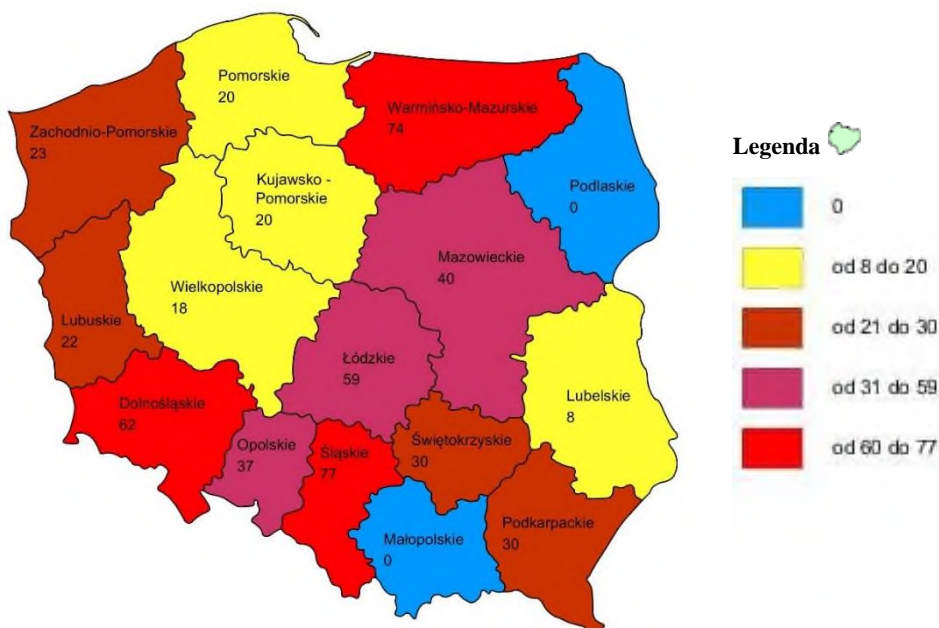 Pomorskie
20
Warmińsko-Mazurskie
74
Zachodnio-Pomorskie
23
Podlaskie
0
Kujawsko -
Pomorskie
20
Mazowieckie
40
Wielkopolskie
18
Lubuskie
22
Łódzkie
59
Lubelskie
8
Dolnośląskie
62
Opolskie
37
Śląskie
77
Świętokrzyskie
30
Podkarpackie
30
Małopolskie
0
Legenda
0
od 8 do 20
od 21 do 30
od 31 do 59
od 60 do 77